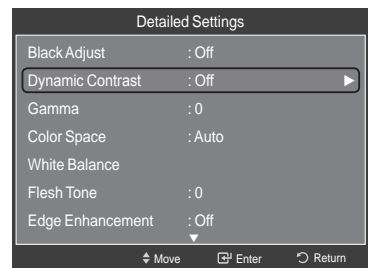 Detailed Settings
Black Adjust : Off
Dynamic Contrast : Off
Gamma : 0
Color Space : Auto
White Balance
Flesh Tone : 0
Edge Enhancement : Off
Move Enter Return